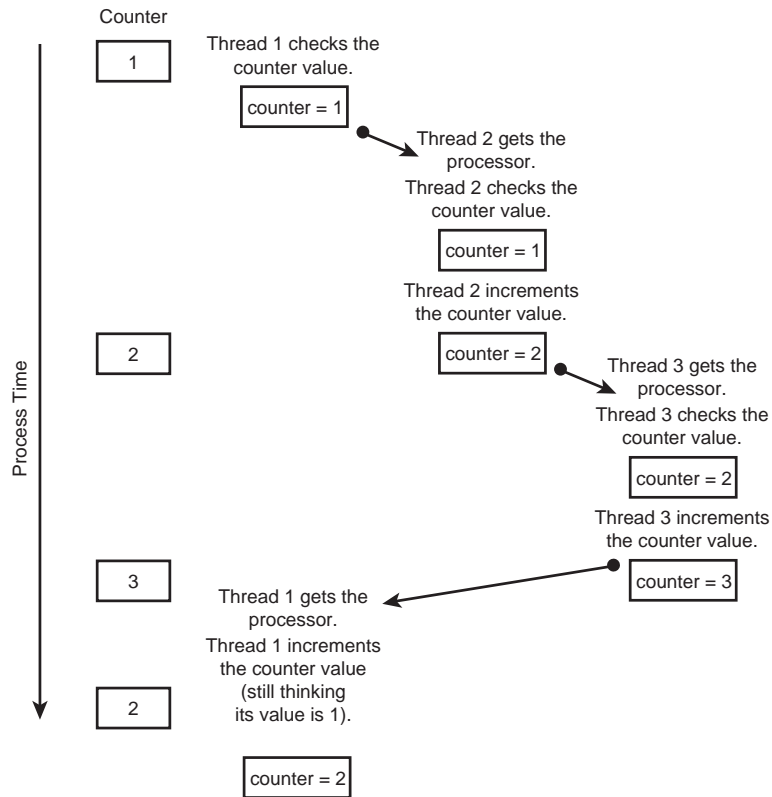 Counter
1
Thread 1 checks the
counter value.
counter = 1
Thread 2 gets the
processor.
Thread 2 checks the
counter value.
counter = 1
Thread 2 increments
the counter value.
2
counter = 2
Thread 3 gets the
processor.
Thread 3 checks the
counter value.
counter = 2
Thread 3 increments
the counter value.
3
counter = 3
Thread 1 gets the
processor.
Thread 1 increments
the counter value
(still thinking
its value is 1).
2
counter = 2
Process Time